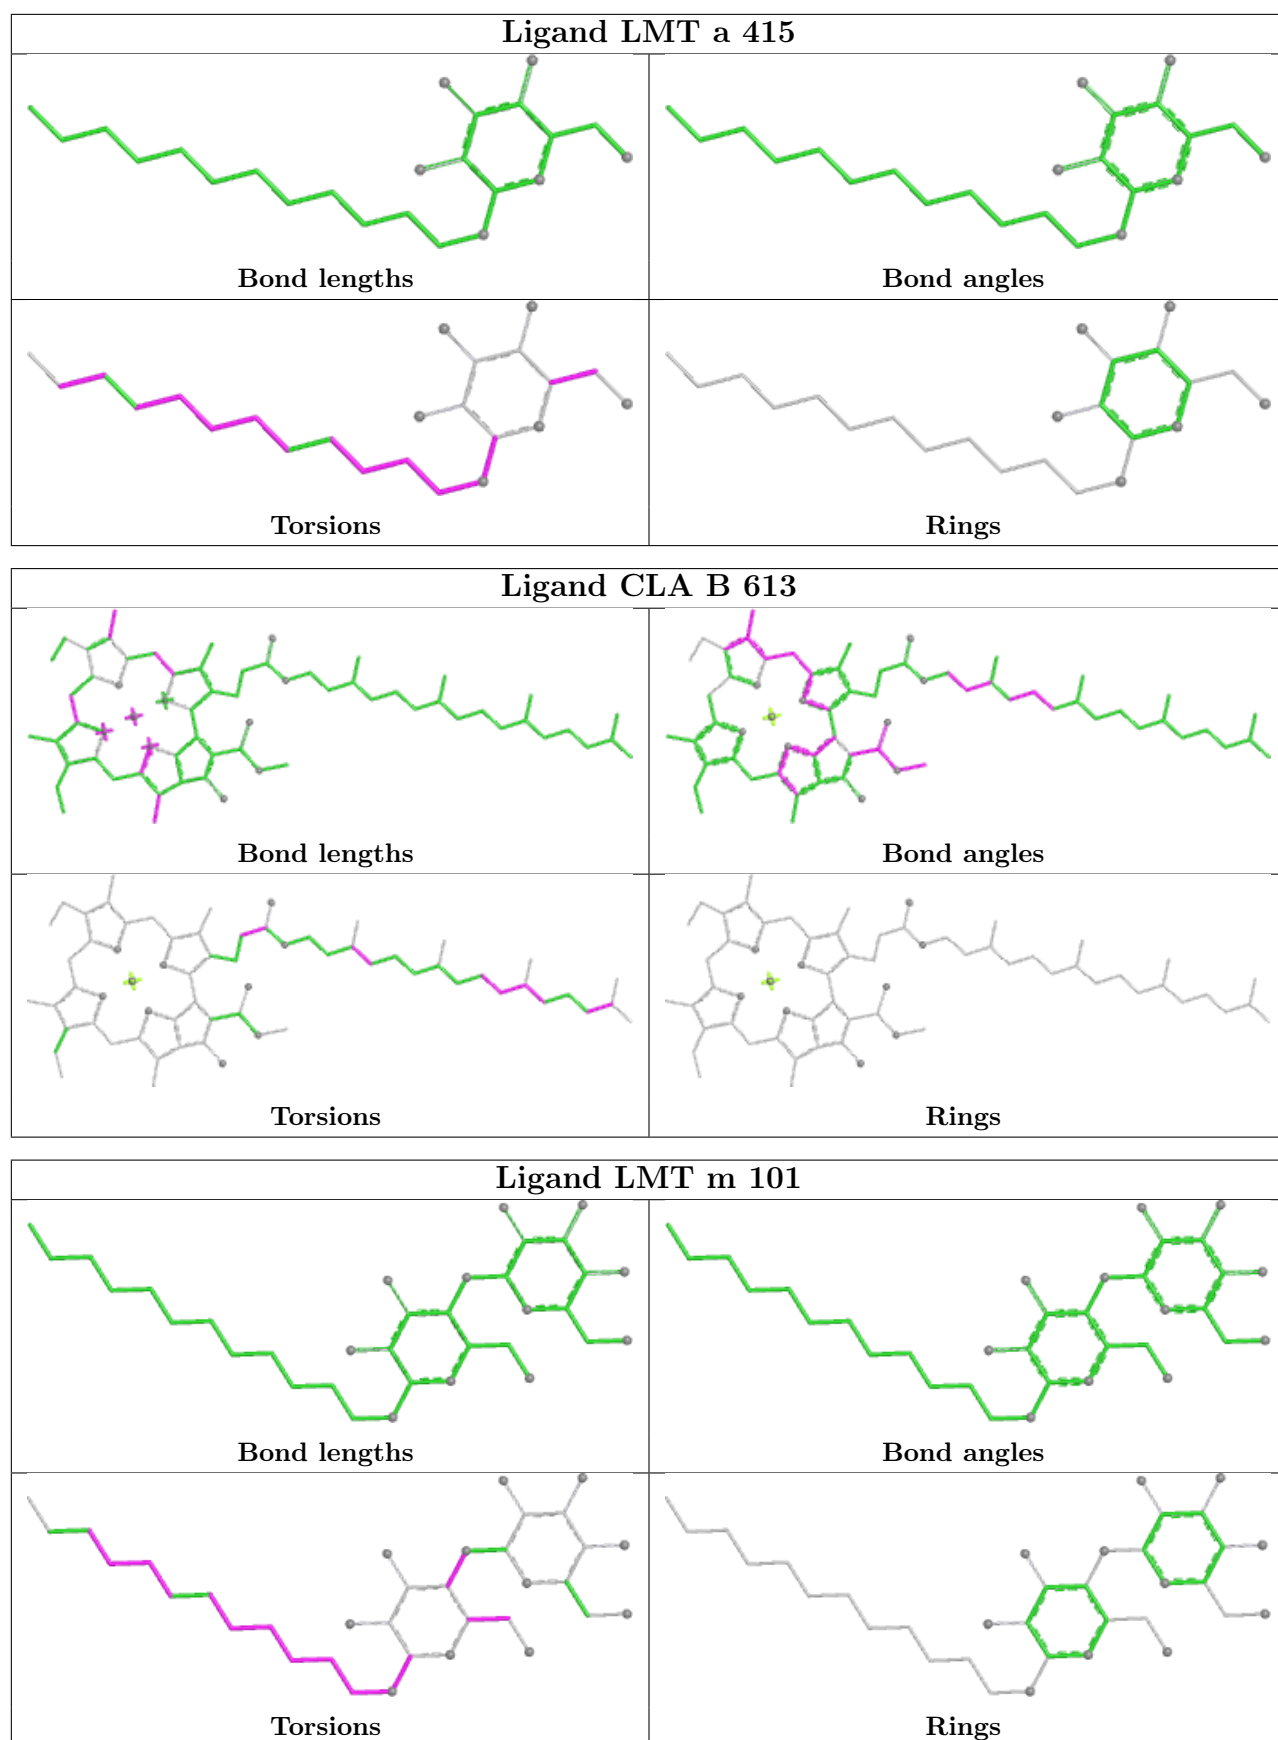 Ligand LMT a 415
Bond lengths
Bond angles
Torsions
Rings
Ligand CLA B 613
Bond lengths
Bond angles
Torsions
Rings
Ligand LMT m 101
Bond lengths
Bond angles
Torsions
Rings